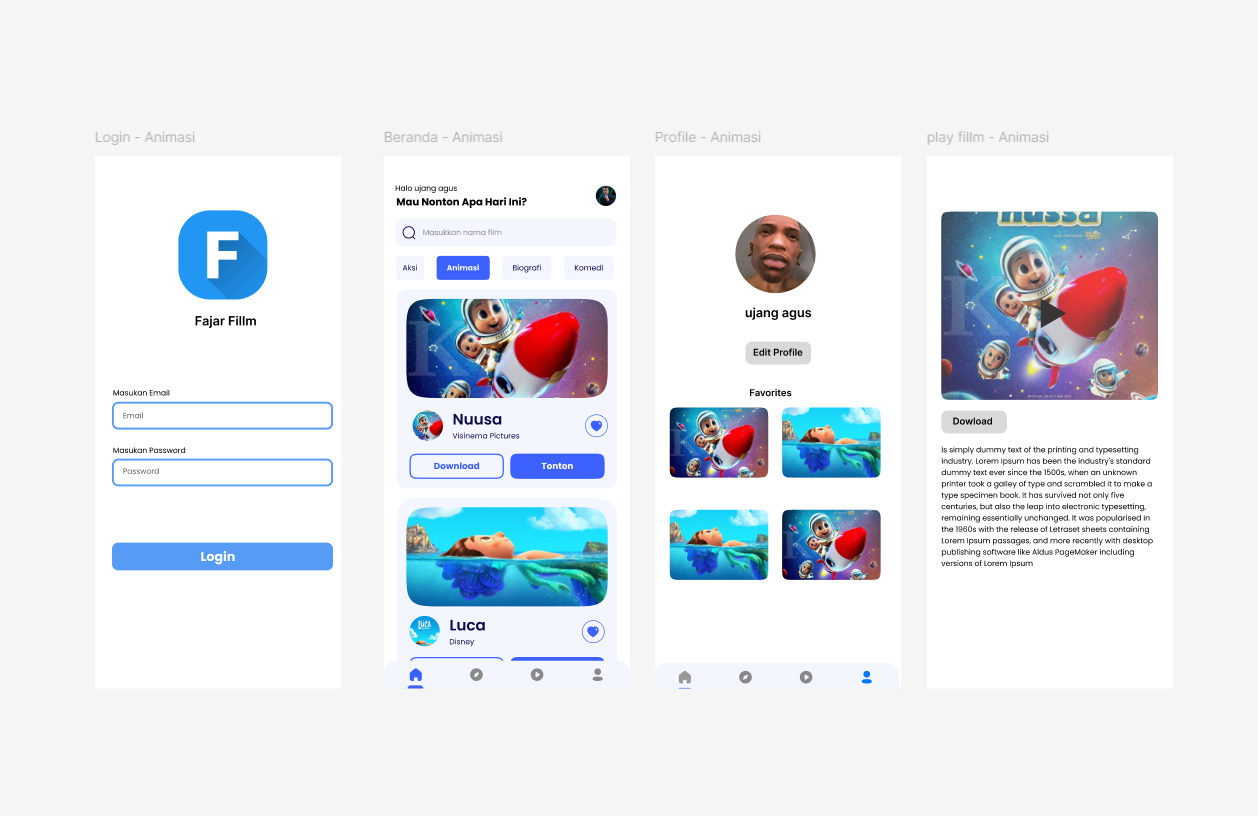 Login - Animasi
F
Fajar Fillm
Masukan Email
Email
Masukan Password
Password
Login
Beranda - Animasi
Halo ujang agus
Mau Nonton Apa Hari Ini?
Masukkan nama film
Aksi
Animasi
Biografi
Komedi
Nuusa
Visinema Pictures
Download
Tonton
LUCA
Luca
Disney
Profile - Animasi
ujang agus
Edit Profile
Favorites
play fillm - Animasi
nussa
Dowload
is simply dummy text of the printing and typesetting
industry. Lorem Ipsum has been the industry's standard
dummy text ever since the 1500s, when an unknown
printer took a galley of type and scrambled it to make a
type specimen book. It has survived not only five
centuries, but also the leap into electronic typesetting,
remaining essentially unchanged. It was popularised in
the 1960s with the release of Letraset sheets containing
Lorem Ipsum passages, and more recently with desktop
publishing software like Aldus PageMaker including
versions of Lorem Ipsum